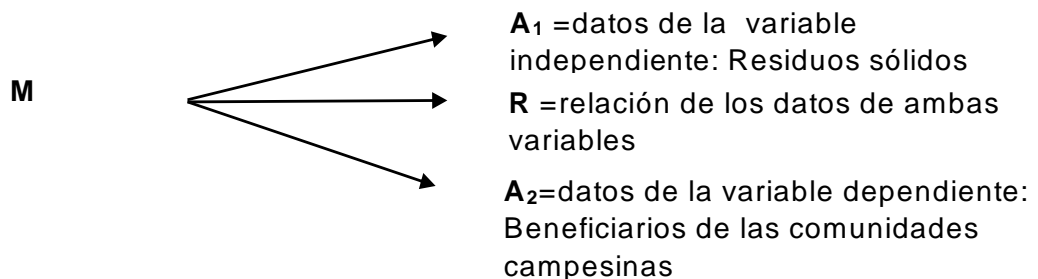 A1 =datos de la variable
independiente: Residuos sólidos
M
R =relación de los datos de ambas
variables
A2=datos de la variable dependiente:
Beneficiarios de las comunidades
campesinas